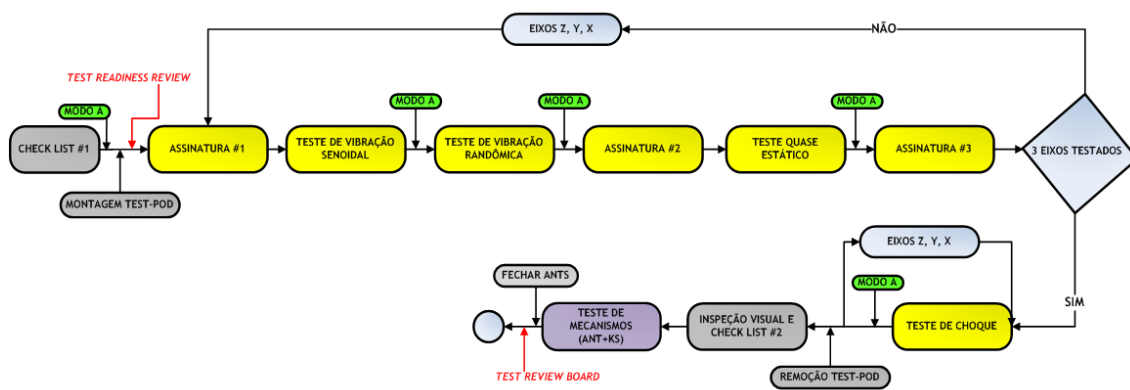 EIXOS Z, Y, X
NÃO
TEST READINESS REVIEW
MODO A
MODO A
MODO A
MODO A
CHECK LIST #1
ASSINATURA #1
TESTE DE VIBRAÇÃO
SENOIDAL
TESTE DE VIBRAÇÃO
RANDÔMICA
ASSINATURA #2
TESTE QUASE
ESTÁTICO
ASSINATURA #3
3 EIXOS TESTADOS
MONTAGEM TEST-POD
EIXOS Z, Y, X
FECHAR ANTS
MODO A
SIM
TESTE DE
MECANISMOS
(ANT+KS)
INSPEÇÃO VISUAL E
CHECK LIST #2
TESTE DE CHOQUE
TEST REVIEW BOARD
REMOÇÃO TEST-POD